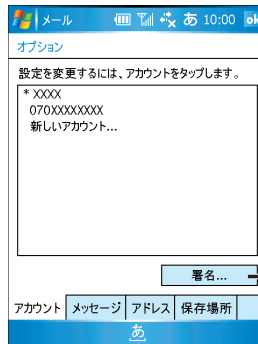 メール あ 10:00 ok
オプション
設定を変更するには、アカウントをタップします。
* XXXX
070XXXXXXXX
新しいアカウント...
署名...
アカウント メッセージ アドレス 保存場所
あ